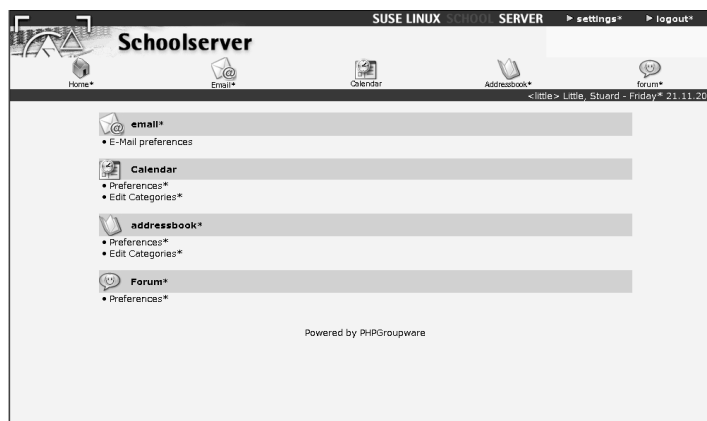 SUSE LINUX SCHOOL SERVER
settings*
logout*
Schoolserver
Home*
Email*
Calendar
Addressbook*
forum*
<little> Little, Stuard - Friday* 21.11.20
email*
• E-Mail preferences
Calendar
• Preferences*
• Edit Categories*
addressbook*
• Preferences*
• Edit Categories*
Forum*
• Preferences*
Powered by PHPGroupware